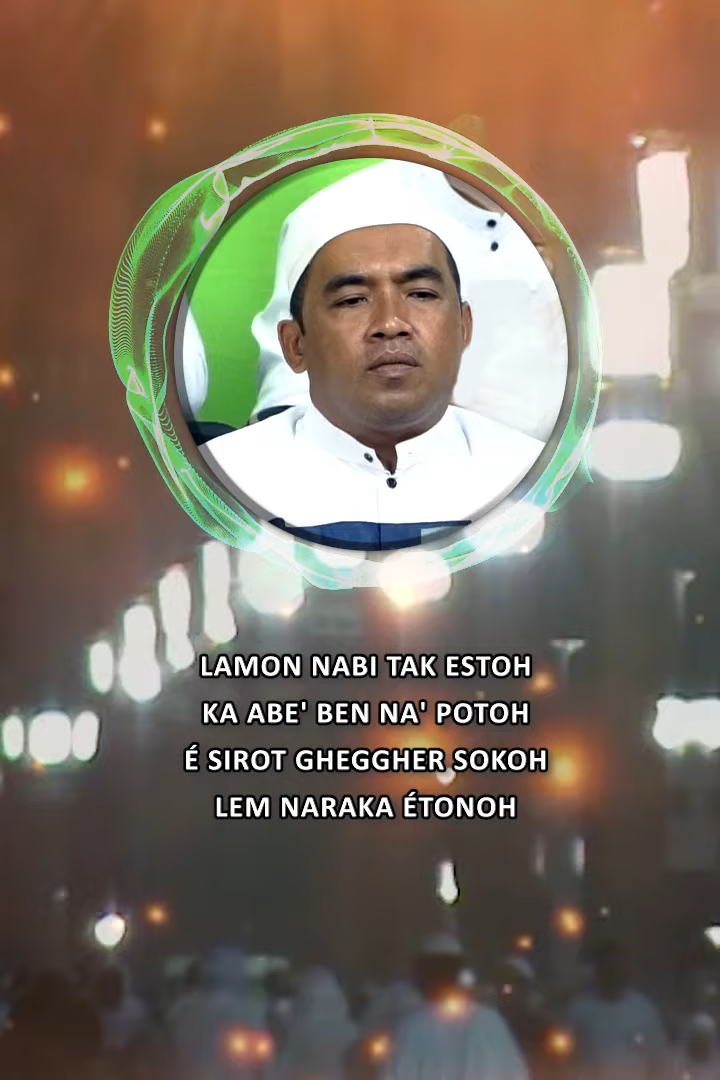 LAMON NABI TAK ESTOH
KA ABE' BEN NA' POTOH
É SIROT GHEGGHER SOKOH
LEM NARAKA ÉTONOH